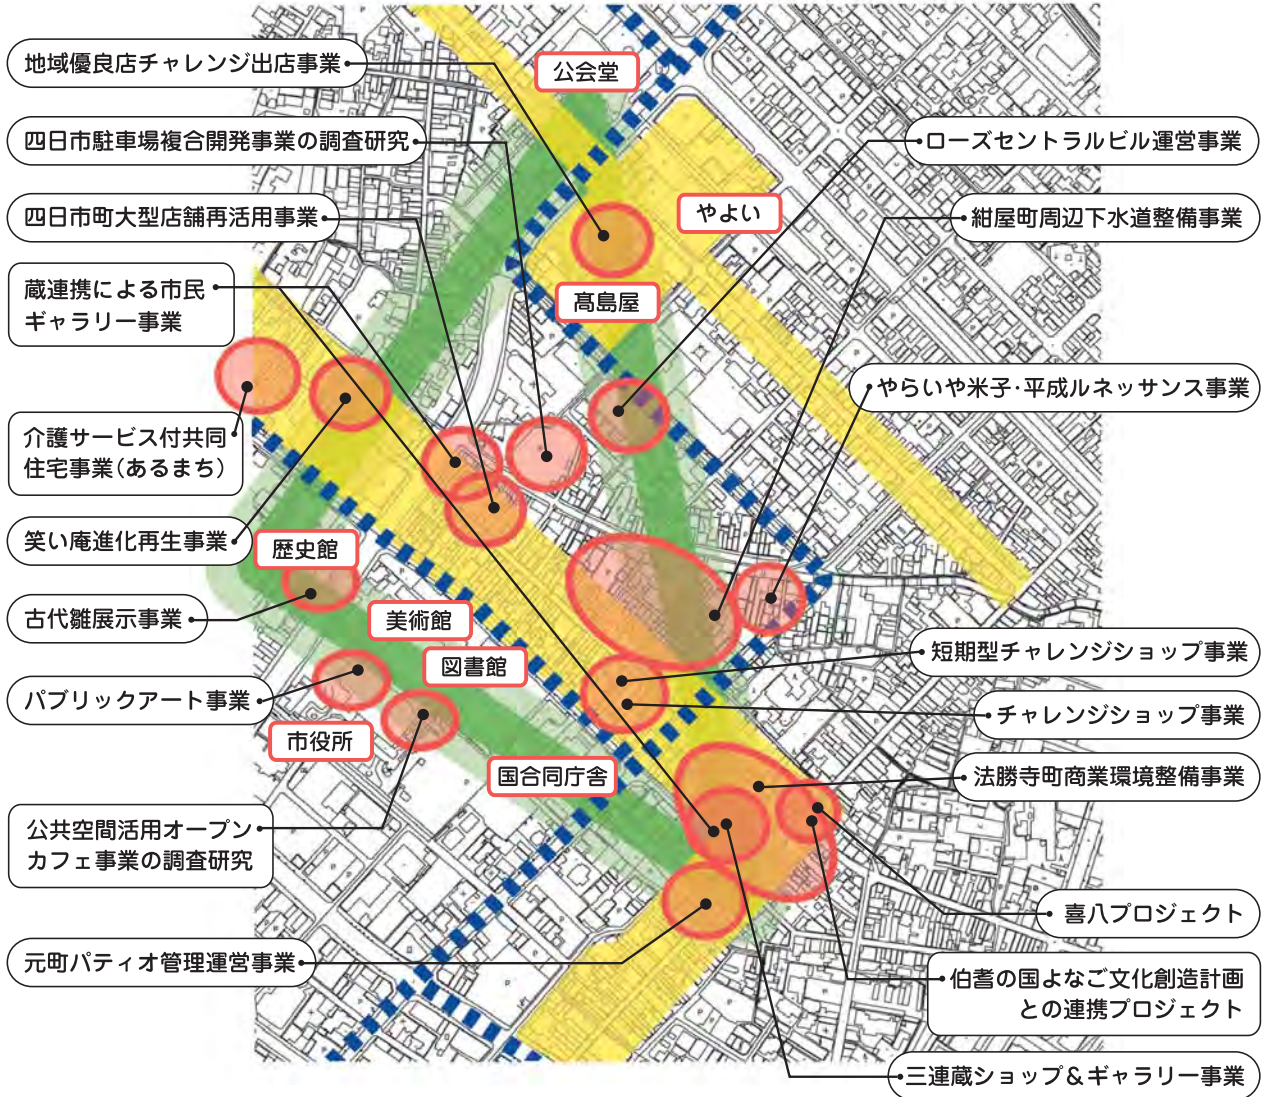 地域優良店チャレンジ出店事業
四日市駐車場複合開発事業の調査研究
四日市町大型店舗再活用事業
蔵連携による市民
ギャラリー事業
介護サービス付共同
住宅事業(あるまち)
笑い庵進化再生事業
古代雛展示事業
パブリックアート事業
公共空間活用オープン
カフェ事業の調査研究
元町パティオ管理運営事業
公会堂
やよい
髙島屋
歴史館
美術館
図書館
市役所
国合同庁舎
ローズセントラルビル運営事業
紺屋町周辺下水道整備事業
やらいや米子・平成ルネッサンス事業
短期型チャレンジショップ事業
チャレンジショップ事業
法勝寺町商業環境整備事業
喜八プロジェクト
伯耆の国よなご文化創造計画
との連携プロジェクト
三連蔵ショップ&ギャラリー事業